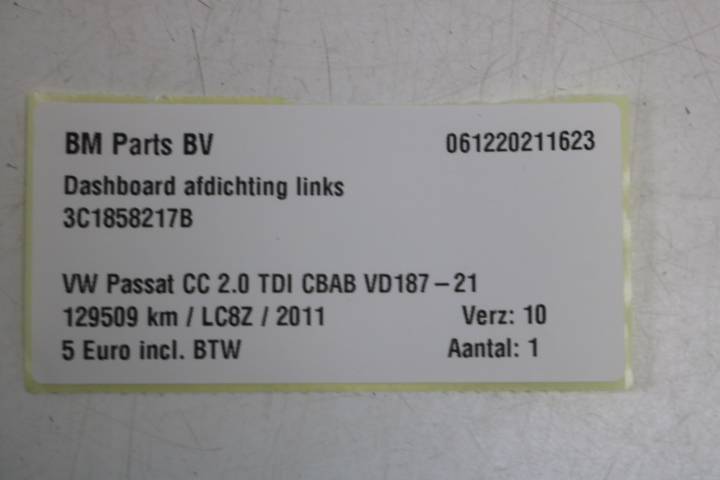 BM Parts BV 061220211623
Dashboard afdichting links
3C1858217B
VW Passat CC 2.0 TDI CBAB VD187-21
129509 km / LC8Z / 2011 Verz: 10
5 Euro incl. BTW Aantal: 1